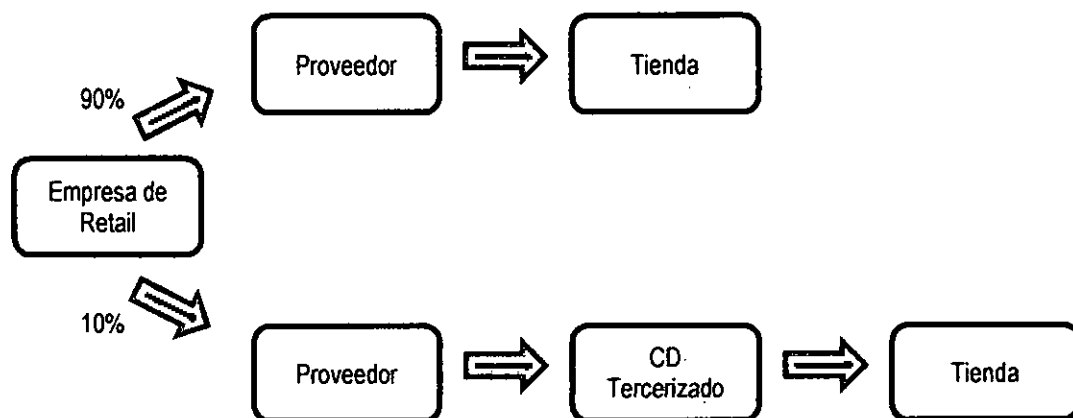 Proveedor
Tienda
90%
Empresa de
Retail
10%
Proveedor
CD
Tercerizado
Tienda